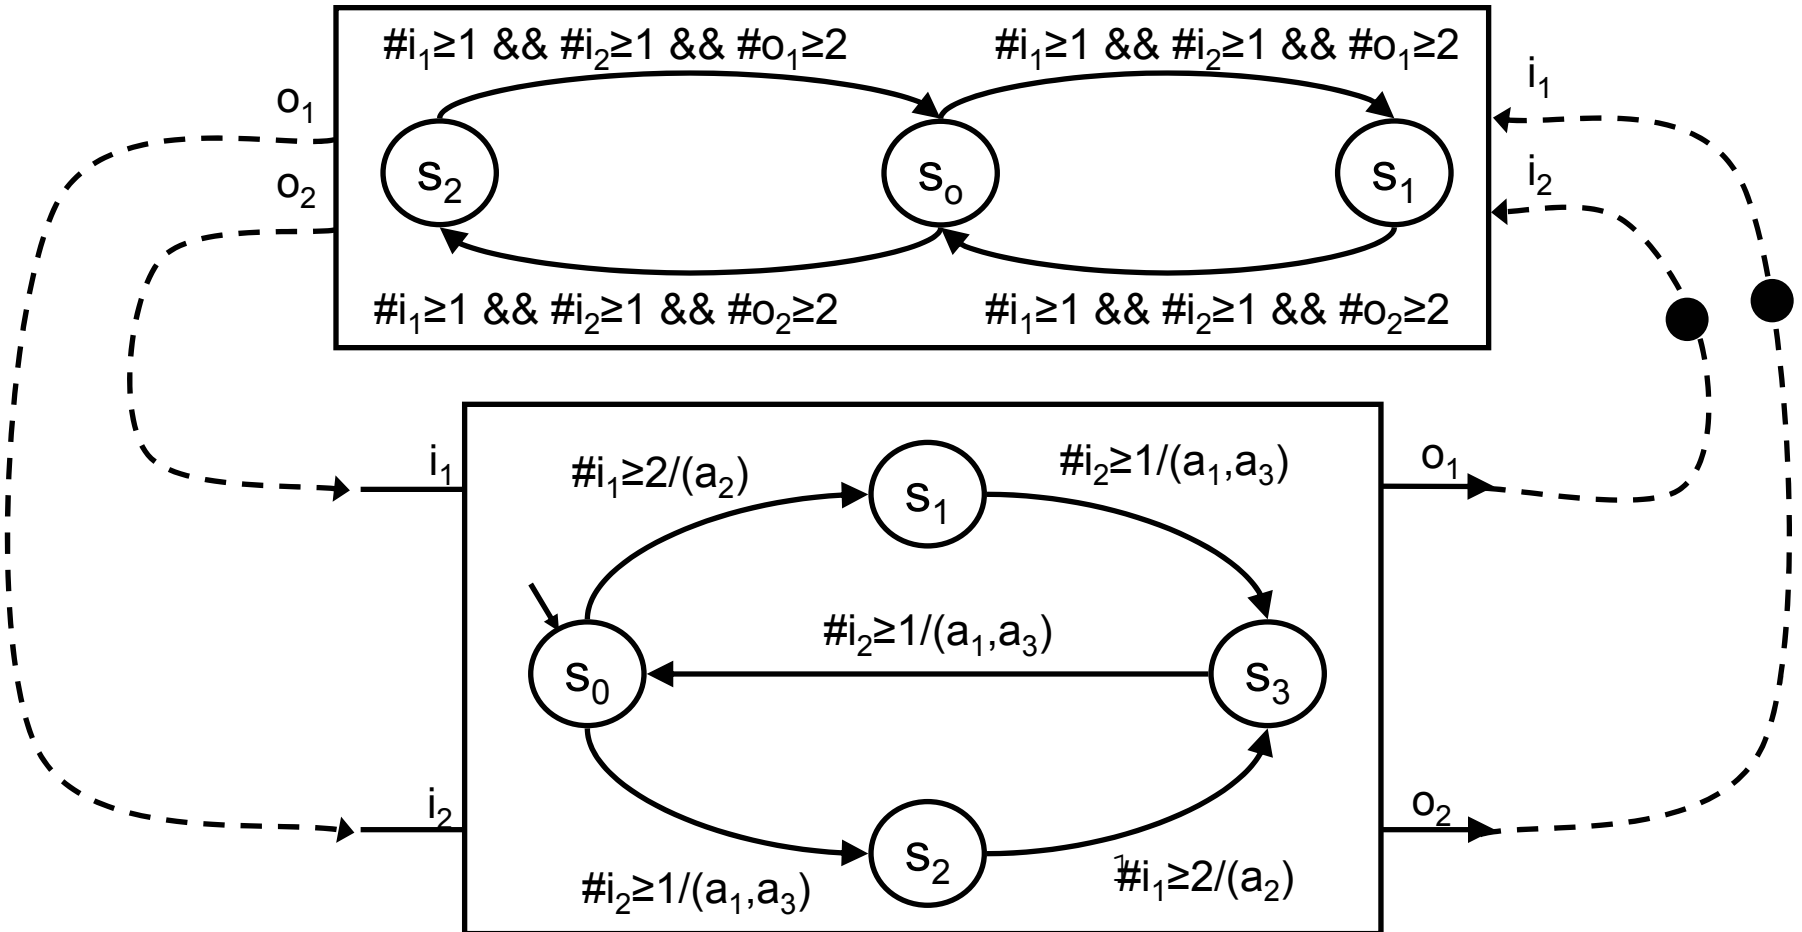 #i₁≥1 && #i₂≥1 && #o₁≥2
#i₁≥1 && #i₂≥1 && #o₁≥2
o₁
i₁
s₂
sₒ
s₁
o₂
i₂
#i₁≥1 && #i₂≥1 && #o₂≥2
#i₁≥1 && #i₂≥1 && #o₂≥2
i₁
#i₁≥2/(a₂)
s₁
#i₂≥1/(a₁,a₃)
o₁
#i₂≥1/(a₁,a₃)
s₀
s₃
i₂
o₂
#i₂≥1/(a₁,a₃)
s₂
1
#i₁≥2/(a₂)